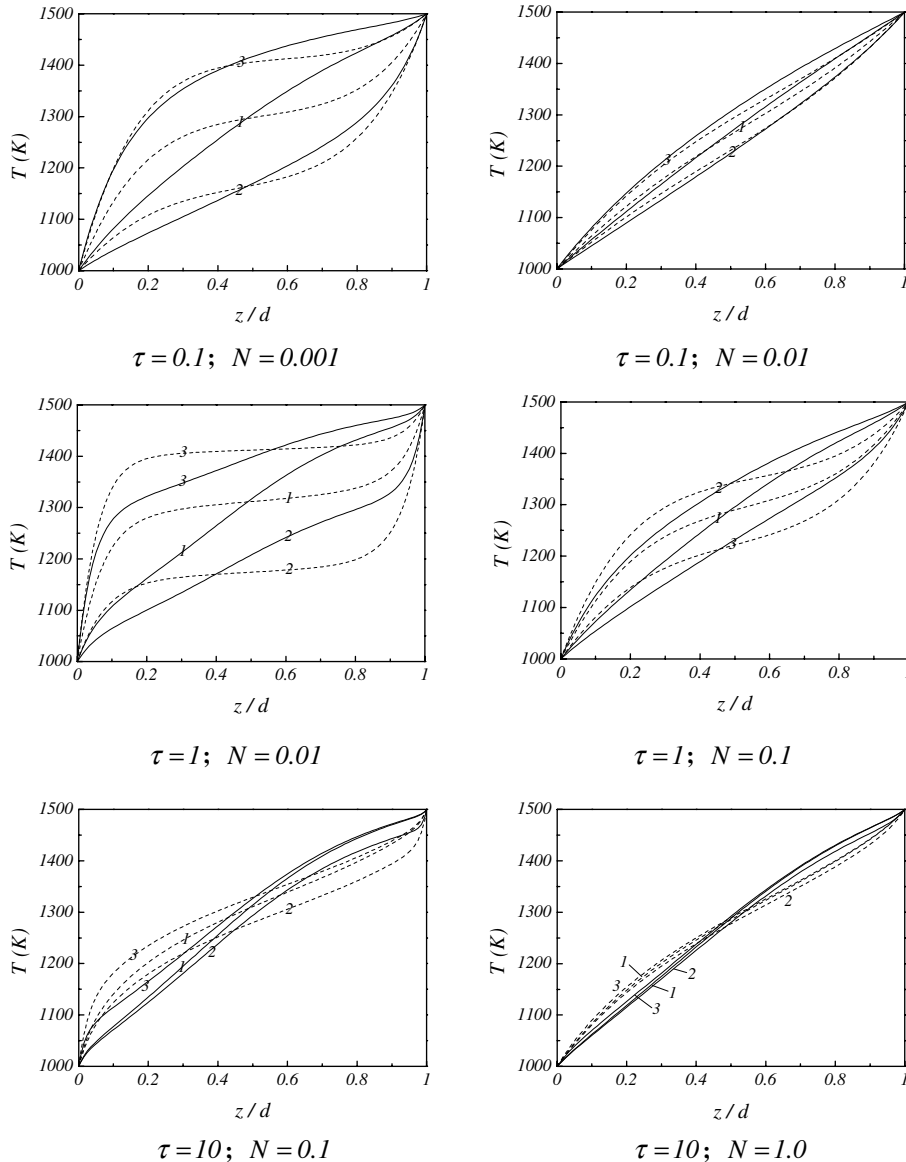 1500
1400
1300
1200
1100
1000
T (K)
3
1
2
0 0.2 0.4 0.6 0.8 1
z / d
τ = 0.1; N = 0.001
1500
1400
1300
1200
1100
1000
T (K)
3
1
2
0 0.2 0.4 0.6 0.8 1
z / d
τ = 0.1; N = 0.01
1500
1400
1300
1200
1100
1000
T (K)
3
3
1
2
1
2
0 0.2 0.4 0.6 0.8 1
z / d
τ = 1; N = 0.01
1500
1400
1300
1200
1100
1000
T (K)
2
1
3
0 0.2 0.4 0.6 0.8 1
z / d
τ = 1; N = 0.1
1500
1400
1300
1200
1100
1000
T (K)
3
1
2
2
1
3
0 0.2 0.4 0.6 0.8 1
z / d
τ = 10; N = 0.1
1500
1400
1300
1200
1100
1000
T (K)
1
2
3
2
1
3
0 0.2 0.4 0.6 0.8 1
z / d
τ = 10; N = 1.0